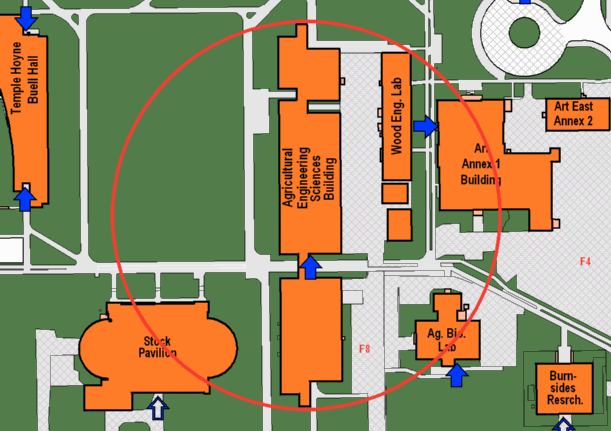 Temple Hoyne
Buell Hall
Agricultural
Engineering
Sciences
Building
Wood Eng. Lab
Art East
Annex 2
Art
Annex 1
Building
F4
Stock
Pavilion
F8
Ag. Bio.
Lab
Burn-
sides
Resrch.